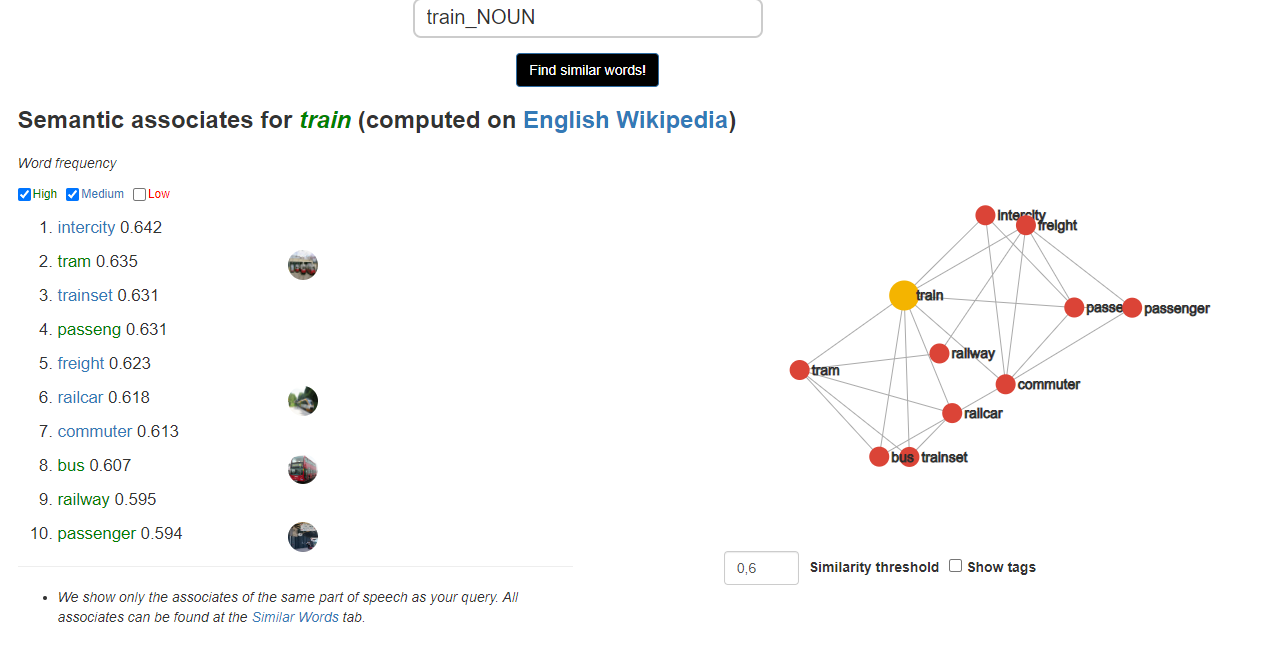 train_NOUN
Find similar words!
Semantic associates for train (computed on English Wikipedia)
Word frequency
High Medium Low
1. intercity 0.642
2. tram 0.635
3. trainset 0.631
4. passeng 0.631
5. freight 0.623
6. railcar 0.618
7. commuter 0.613
8. bus 0.607
9. railway 0.595
10. passenger 0.594
• We show only the associates of the same part of speech as your query. All
associates can be found at the Similar Words tab.
intercity
freight
train
passe
passenger
railway
tram
commuter
railcar
bus
trainset
0,6 Similarity threshold Show tags